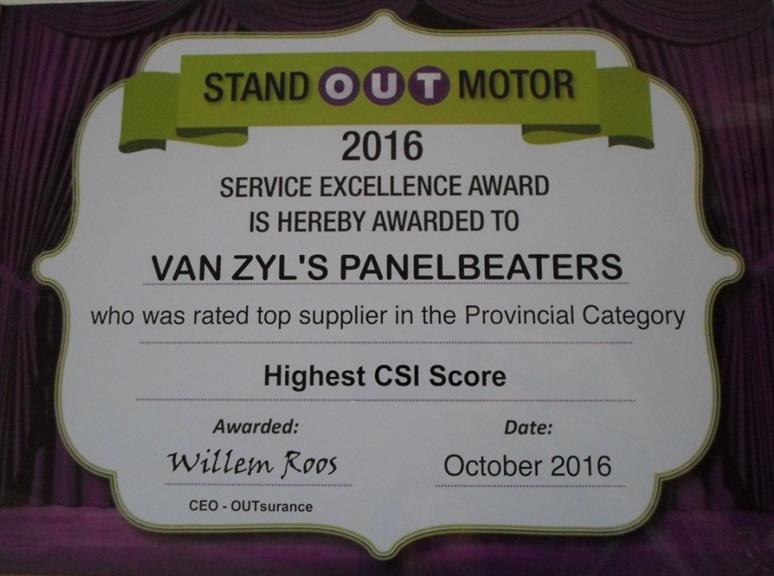 STAND OUT MOTOR
2016
SERVICE EXCELLENCE AWARD
IS HEREBY AWARDED TO
VAN ZYL'S PANELBEATERS
who was rated top supplier in the Provincial Category
Highest CSI Score
Awarded: Date:
Willem Roos October 2016
CEO - OUTsurance